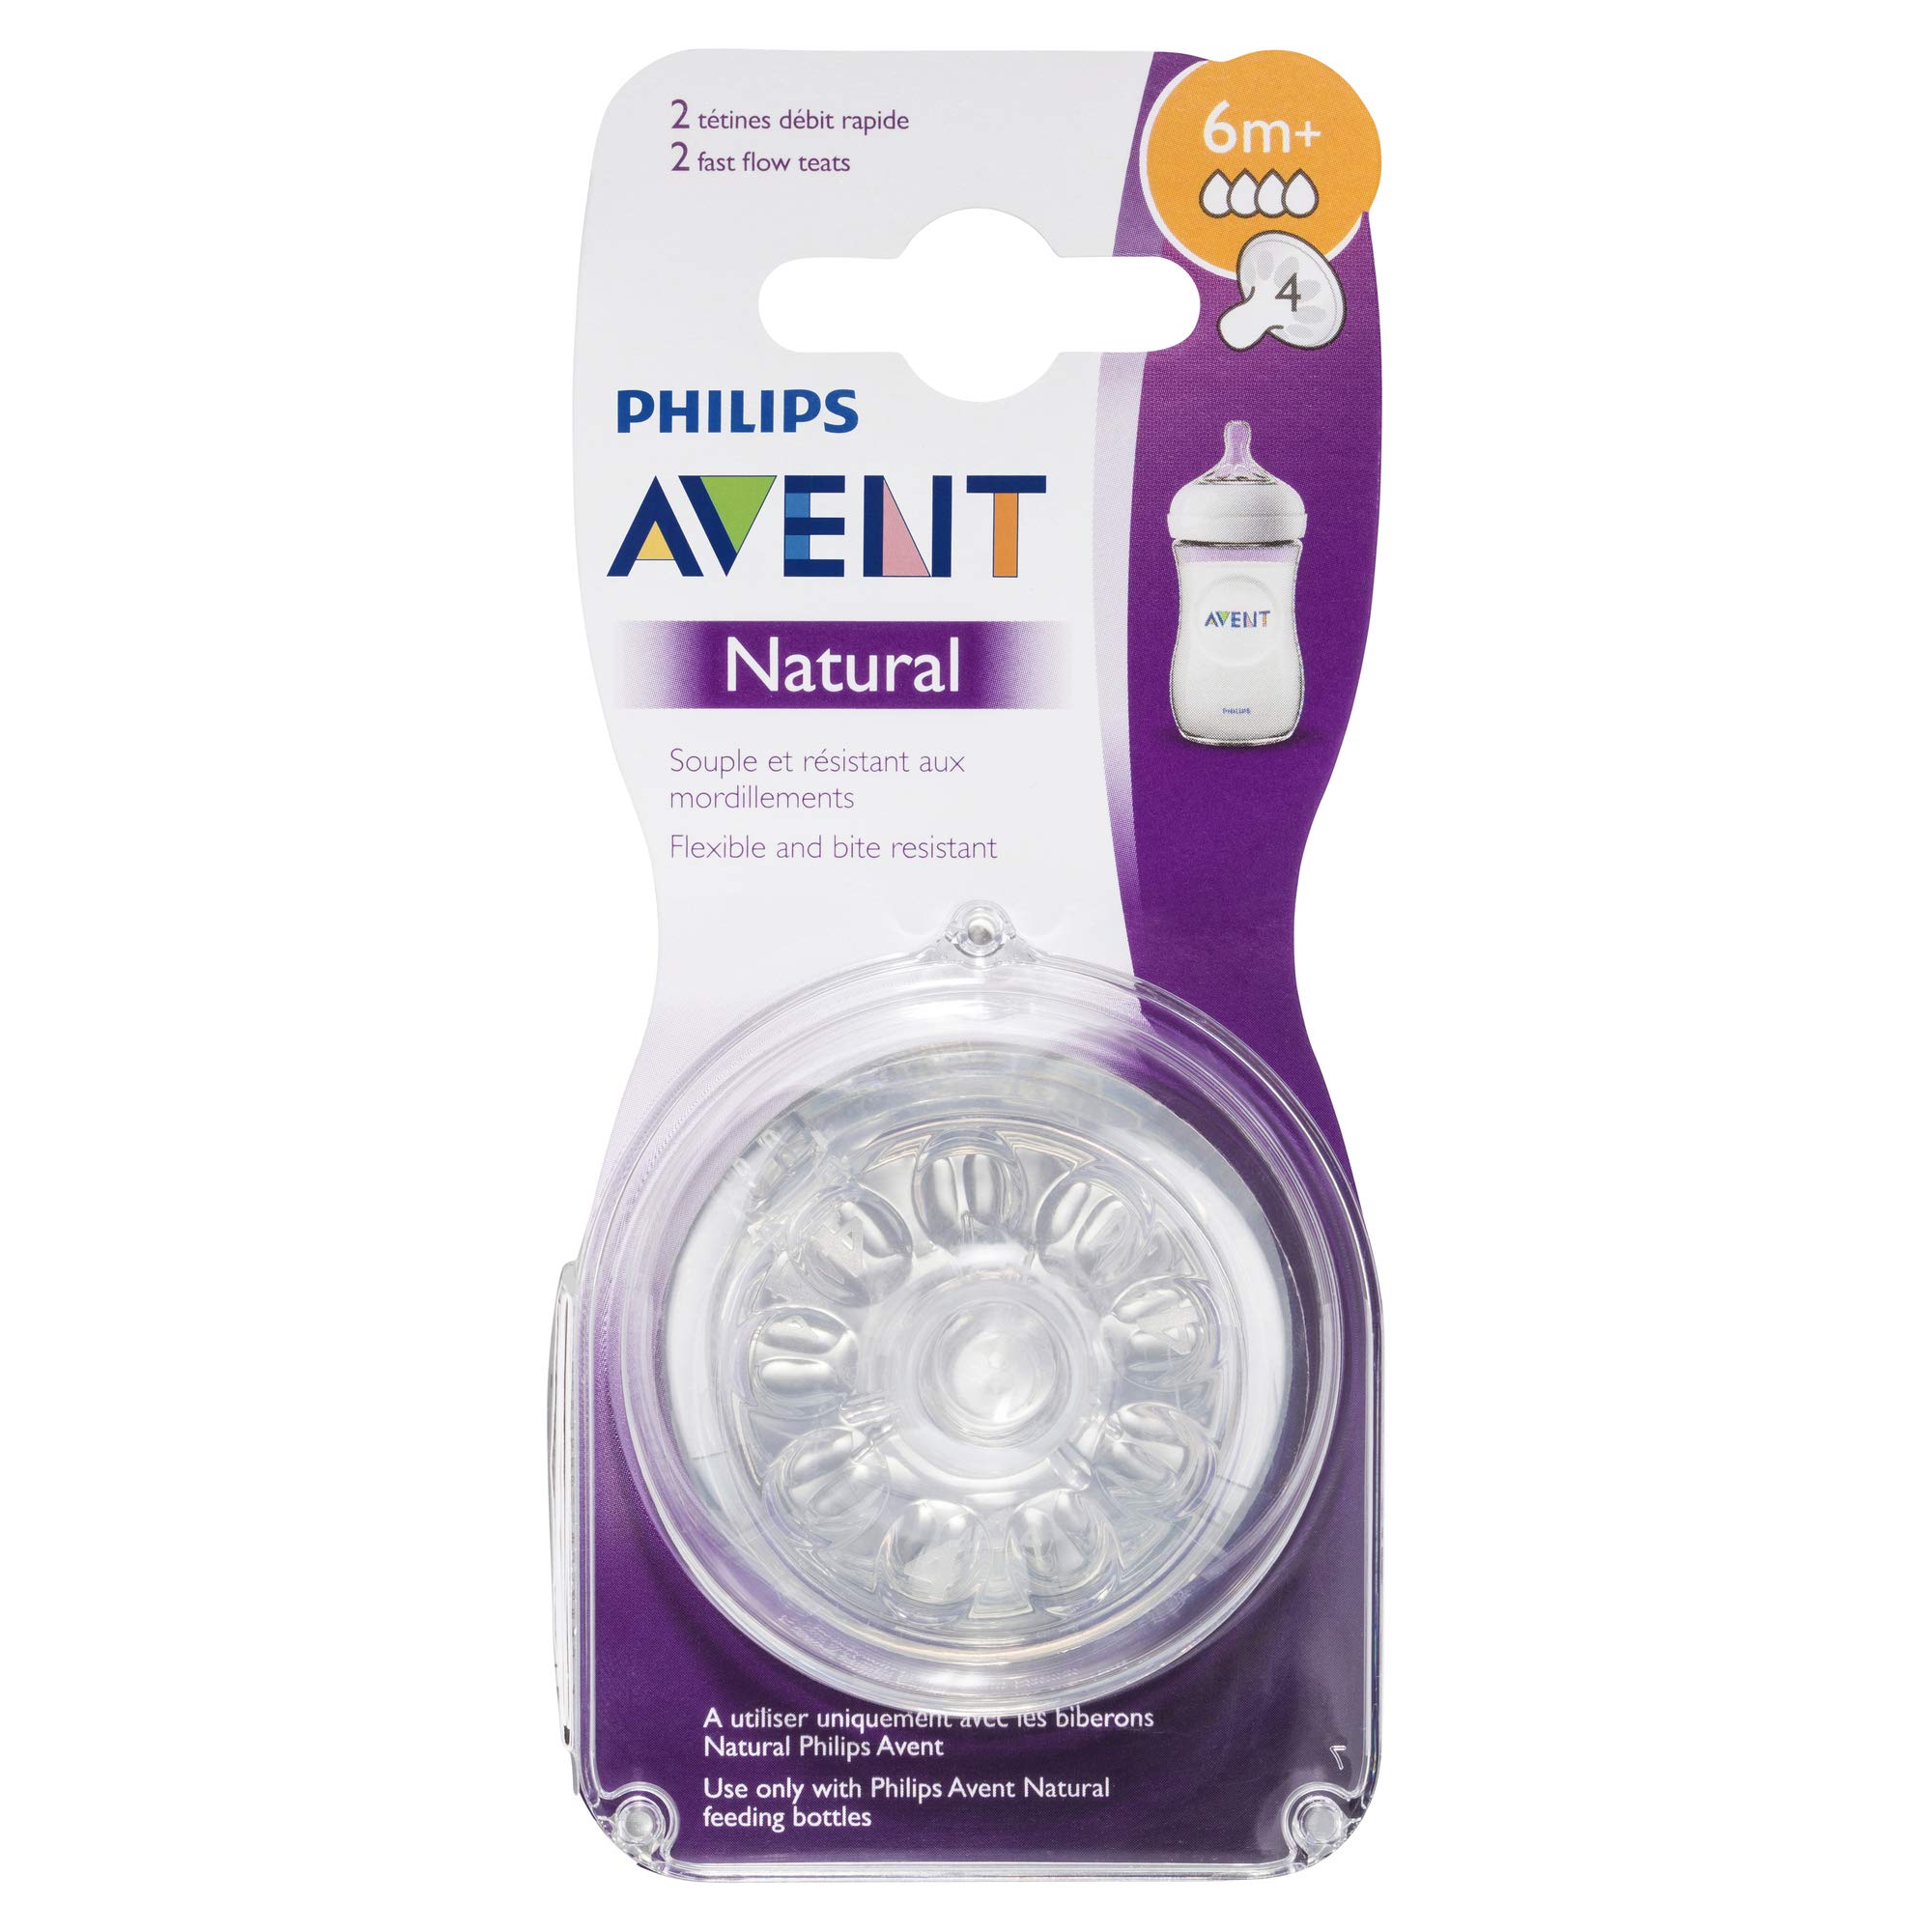 2 tétines débit rapide
2 fast flow teats
6m+
4
PHILIPS
AVENT
Natural
AVENT
PHILIPS
Souple et résistant aux
mordillements
Flexible and bite resistant
A utiliser uniquement avec les biberons
Natural Philips Avent
Use only with Philips Avent Natural
feeding bottles
7